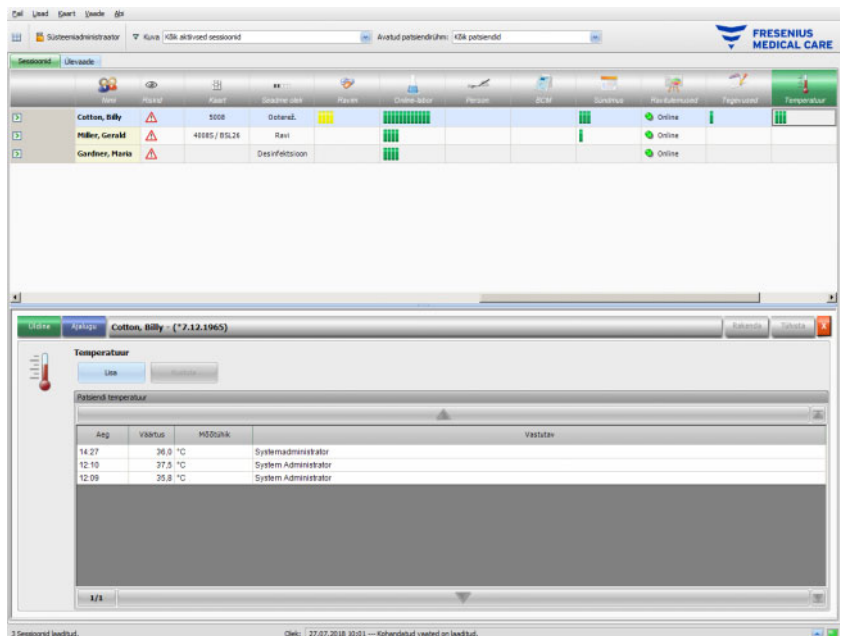 Fail Lisad Kaart Vaade Abi
Süsteemiadministraator Kuva Kõik aktiivsed sessioonid Avatud patsiendirühm: Kõik patsiendid
FRESENIUS
MEDICAL CARE
Sessioonid Ülevaade
Nimi Riskid Kaart Seadme olek Ravim Online-labor Person BCM Sündmus Ravitulemused Tegevused Temperatuur
Cotton, Billy 5008 Ooterež. Online
Miller, Gerald 4008S / BSL26 Ravi Online
Gardner, Maria Desinfektsioon Online
Üldine Ajalugu Cotton, Billy - (*7.12.1965) Rakenda Tühista X
Temperatuur
Lisa
Patsiendi temperatuur
Aeg Väärtus Mõõtühik Vastutav
14:27 36,0 °C Systemadministrator
12:10 37,5 °C System Administrator
12:09 35,8 °C System Administrator
1/1
3 Sessioonid laaditud. Olek: 27.07.2018 10:01 --- Kohandatud vaated on laaditud.